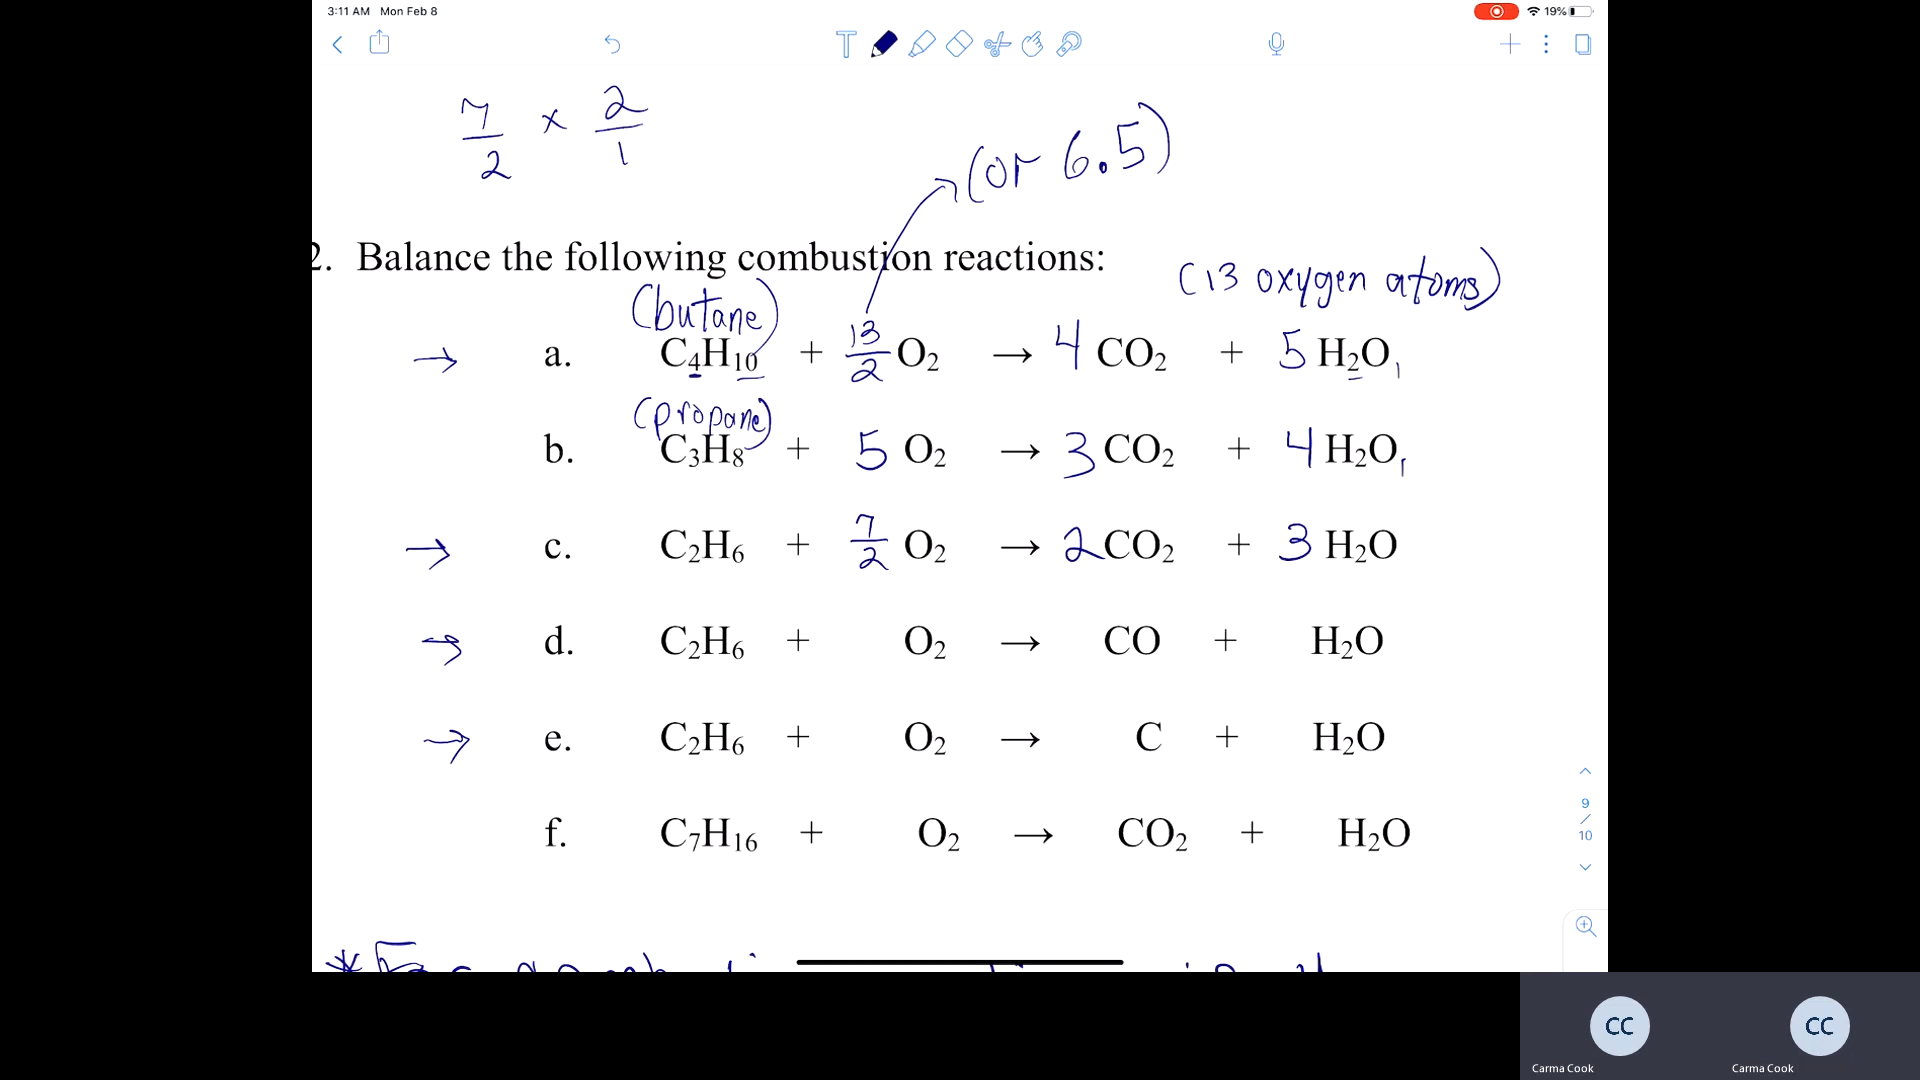 3:11 AM Mon Feb 8
19%
7/2 × 2/1
(or 6.5)
2. Balance the following combustion reactions:
(13 oxygen atoms)
(butane)
a. C₄H₁₀ + 13/2 O₂ → 4 CO₂ + 5 H₂O₁
(propane)
b. C₃H₈ + 5 O₂ → 3 CO₂ + 4 H₂O₁
→ c. C₂H₆ + 7/2 O₂ → 2 CO₂ + 3 H₂O
→ d. C₂H₆ + O₂ → CO + H₂O
→ e. C₂H₆ + O₂ → C + H₂O
f. C₇H₁₆ + O₂ → CO₂ + H₂O
9 / 10
CC CC
Carma Cook Carma Cook